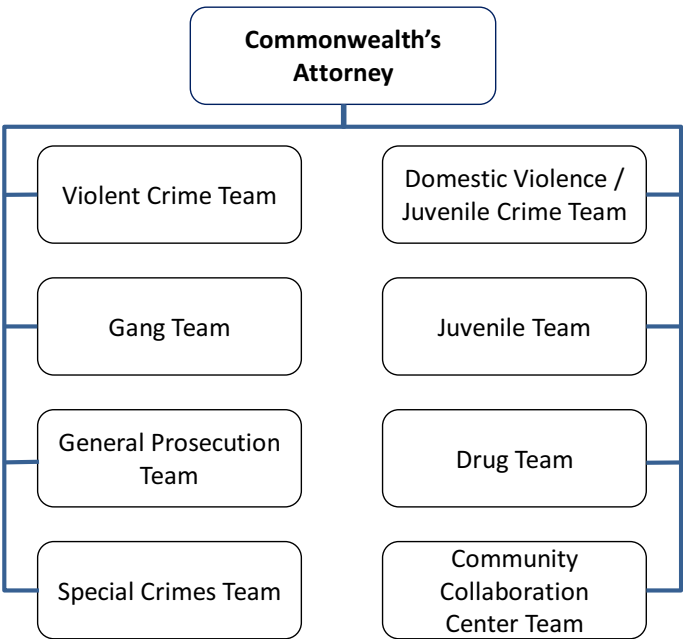 Commonwealth’s
Attorney
Violent Crime Team
Domestic Violence /
Juvenile Crime Team
Gang Team
Juvenile Team
General Prosecution
Team
Drug Team
Special Crimes Team
Community
Collaboration
Center Team